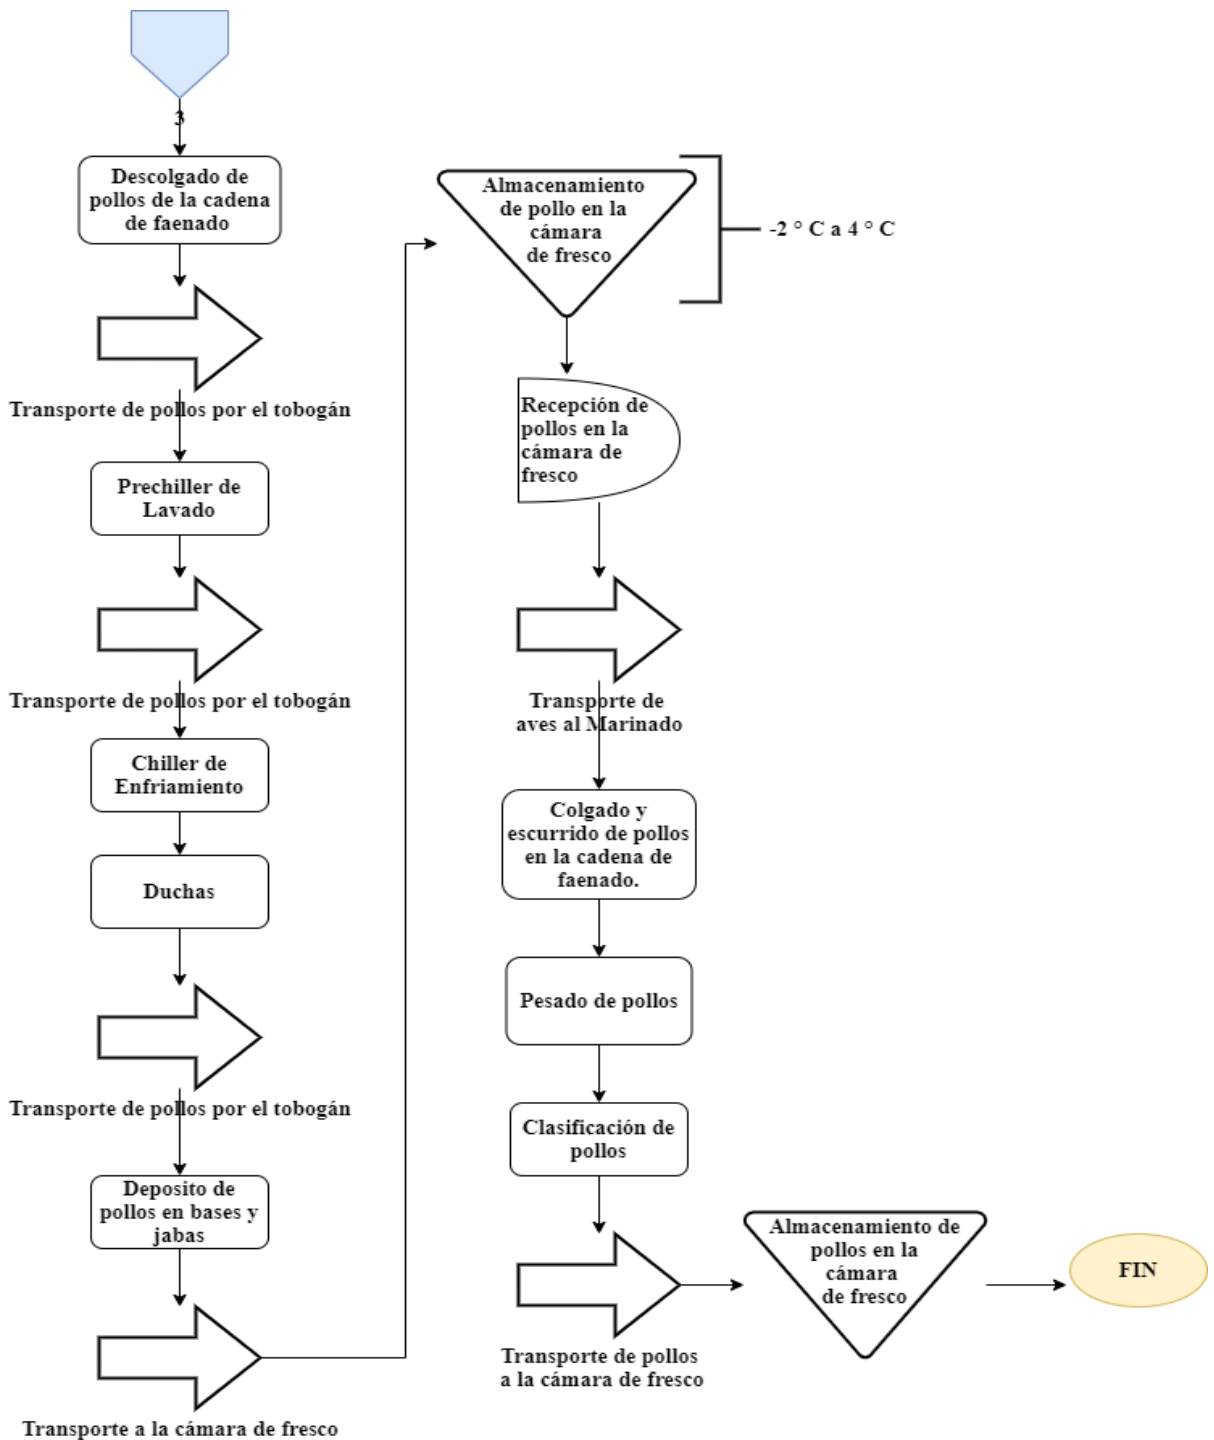 3
Descolgado de
pollos de la cadena
de faenado
Transporte de pollos por el tobogán
Prechiller de
Lavado
Transporte de pollos por el tobogán
Chiller de
Enfriamiento
Duchas
Transporte de pollos por el tobogán
Deposito de
pollos en bases y
jabas
Transporte a la cámara de fresco
Almacenamiento
de pollo en la
cámara
de fresco
-2 ° C a 4 ° C
Recepción de
pollos en la
cámara de
fresco
Transporte de
aves al Marinado
Colgado y
escurrido de pollos
en la cadena de
faenado.
Pesado de pollos
Clasificación de
pollos
Transporte de pollos
a la cámara de fresco
Almacenamiento de
pollos en la
cámara
de fresco
FIN